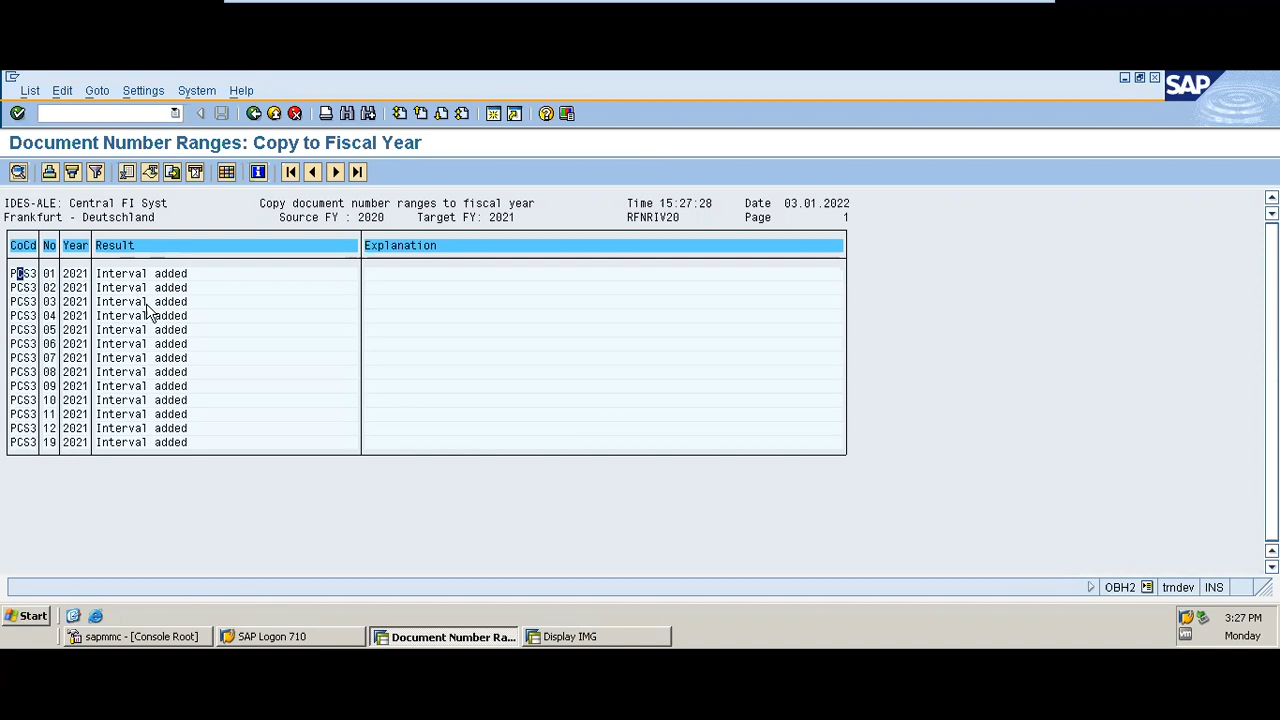 List Edit Goto Settings System Help
SAP
Document Number Ranges: Copy to Fiscal Year
IDES-ALE: Central FI Syst Copy document number ranges to fiscal year Time 15:27:28 Date 03.01.2022
Frankfurt - Deutschland Source FY : 2020 Target FY: 2021 RFNRIV20 Page 1
CoCd No Year Result Explanation
PCS3 01 2021 Interval added
PCS3 02 2021 Interval added
PCS3 03 2021 Interval added
PCS3 04 2021 Interval added
PCS3 05 2021 Interval added
PCS3 06 2021 Interval added
PCS3 07 2021 Interval added
PCS3 08 2021 Interval added
PCS3 09 2021 Interval added
PCS3 10 2021 Interval added
PCS3 11 2021 Interval added
PCS3 12 2021 Interval added
PCS3 19 2021 Interval added
OBH2 trndev INS
Start 3:27 PM
sapmmc - [Console Root] SAP Logon 710 Document Number Ra... Display IMG Monday